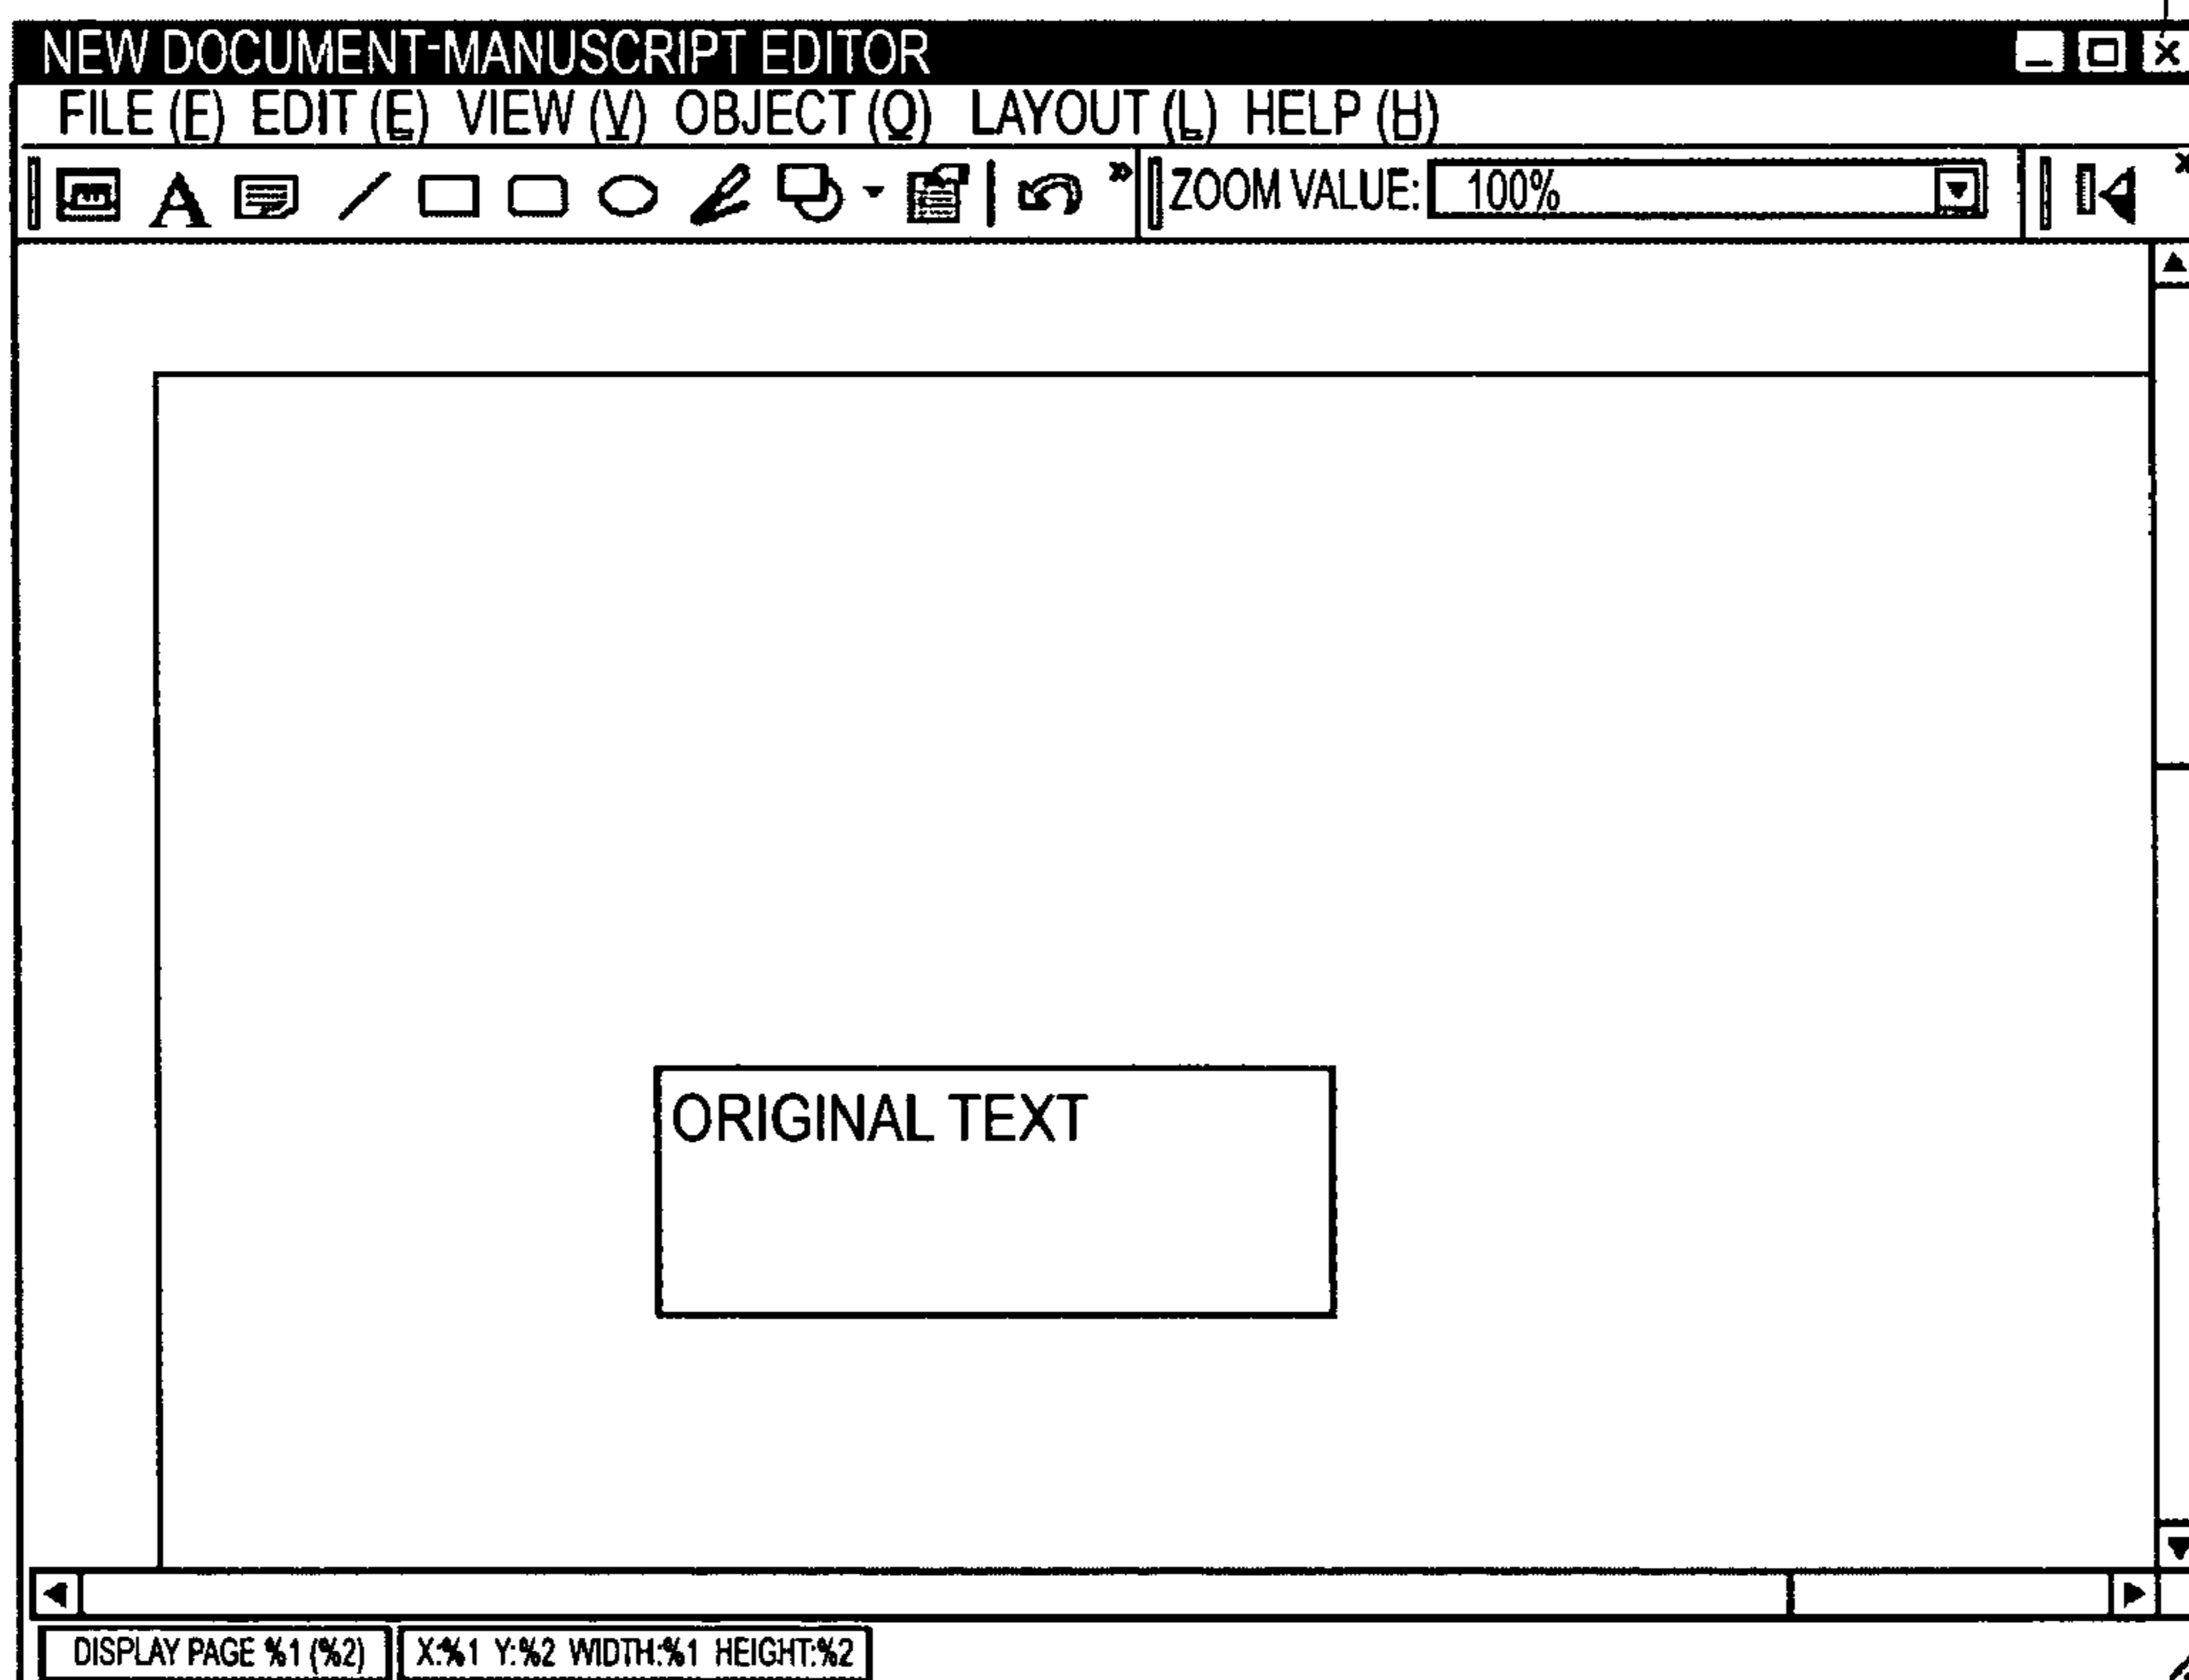 NEW DOCUMENT-MANUSCRIPT EDITOR
FILE (F) EDIT (E) VIEW (V) OBJECT (O) LAYOUT (L) HELP (H)
A ZOOM VALUE: 100%
ORIGINAL TEXT
DISPLAY PAGE %1 (%2) X:%1 Y:%2 WIDTH:%1 HEIGHT:%2